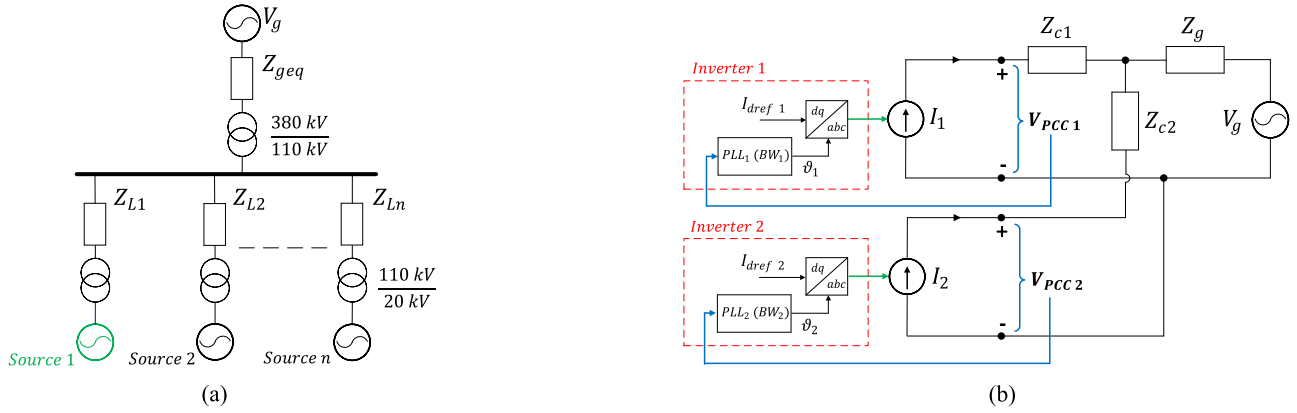 V_g
Z_geq
380 kV
110 kV
Z_L1
Z_L2
Z_Ln
110 kV
20 kV
Source 1
Source 2
Source n
(a)
Inverter 1
I_dref 1
dq
abc
PLL_1 (BW_1)
ϑ_1
I_1
+
V_PCC 1
-
Z_c1
Z_g
Z_c2
V_g
Inverter 2
I_dref 2
dq
abc
PLL_2 (BW_2)
ϑ_2
I_2
+
V_PCC 2
-
(b)